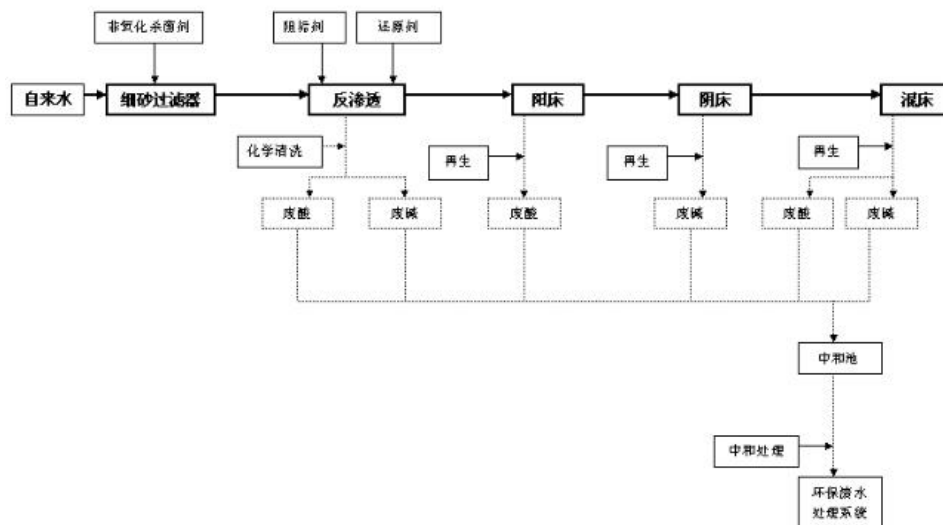 非氧化杀菌剂
阻垢剂
还原剂
自来水
细砂过滤器
反渗透
阳床
阴床
混床
化学清洗
再生
再生
再生
废酸
废碱
废酸
废碱
废酸
废碱
中和池
中和处理
环保废水
处理系统